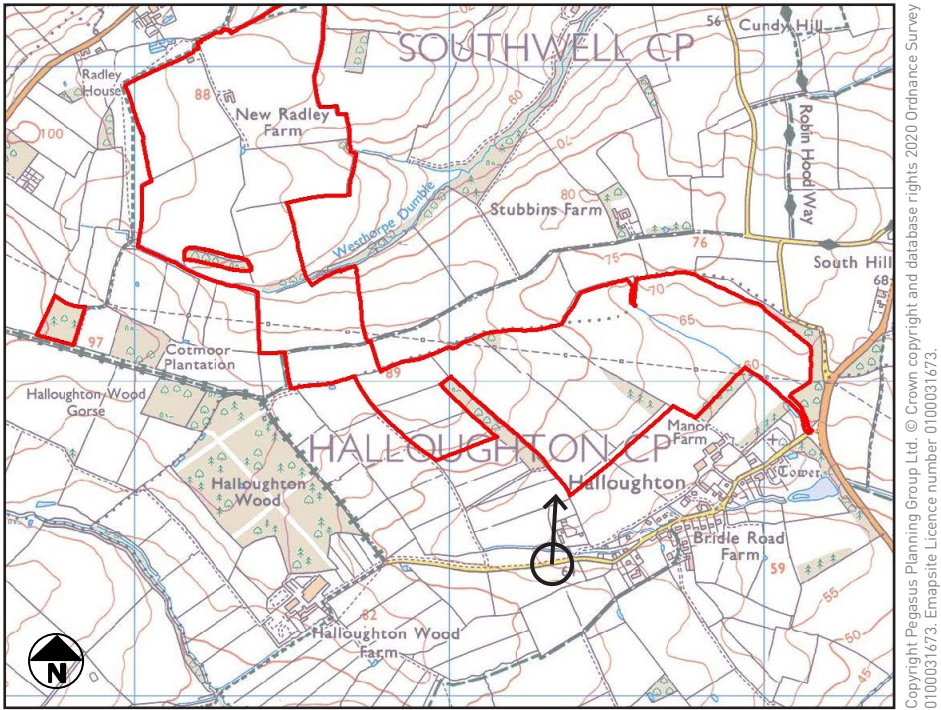 56
Cundy Hill
SOUTHWELL CP
Radley
House
88
60
New Radley
Farm
100
70
Robin Hood Way
Westhorpe Dumble
80
Stubbins Farm
76
75
South Hill
68
70
65
97
Cotmoor
Plantation
89
60
Halloughton Wood
Gorse
Manor
Farm
HALLOUGHTON CP
Halloughton
Wood
Halloughton
Tower
Bridle Road
Farm
59
55
82
Halloughton Wood
Farm
50
45
N
Copyright Pegasus Planning Group Ltd. © Crown copyright and database rights 2020 Ordnance Survey
0100031673. Emapsite Licence number 0100031673.